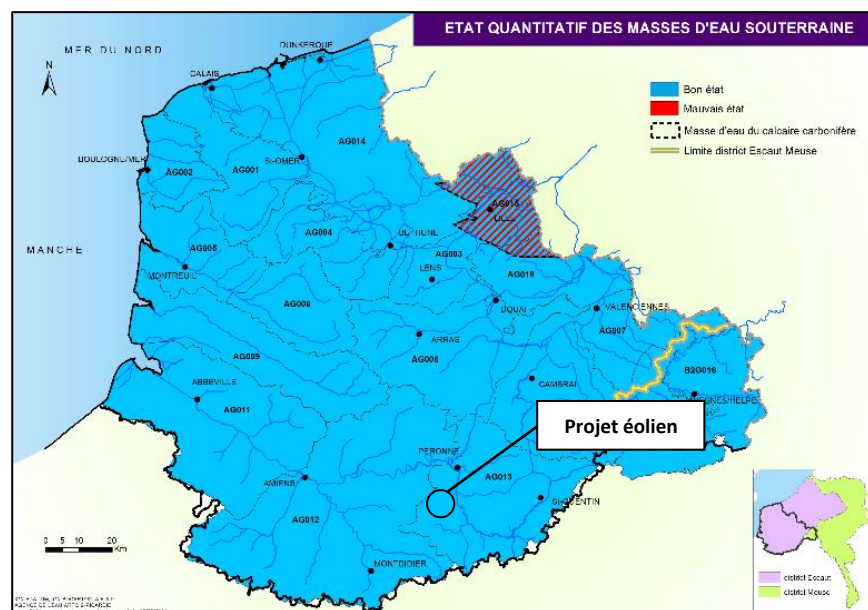 ETAT QUANTITATIF DES MASSES D'EAU SOUTERRAINE
MER DU NORD
N
DUNKERQUE
CALAIS
Bon état
Mauvais état
Masse d'eau du calcaire carbonifère
Limite district Escaut Meuse
AG014
BOULOGNE/MER
AG002
AG001
St-OMER
AG015
LILLE
AG004
BETHUNE
MANCHE
AG005
AG003
MONTREUIL
LENS
AG018
DOUAI
VALENCIENNES
AG008
AG007
ARRAS
AG006
AG009
B2G016
ABBEVILLE
CAMBRAI
AG011
Projet éolien
PERONNE
AG013
AMIENS
St-QUENTIN
AG012
0 5 10 20
Km
MONTDIDIER
district Escaut
district Meuse